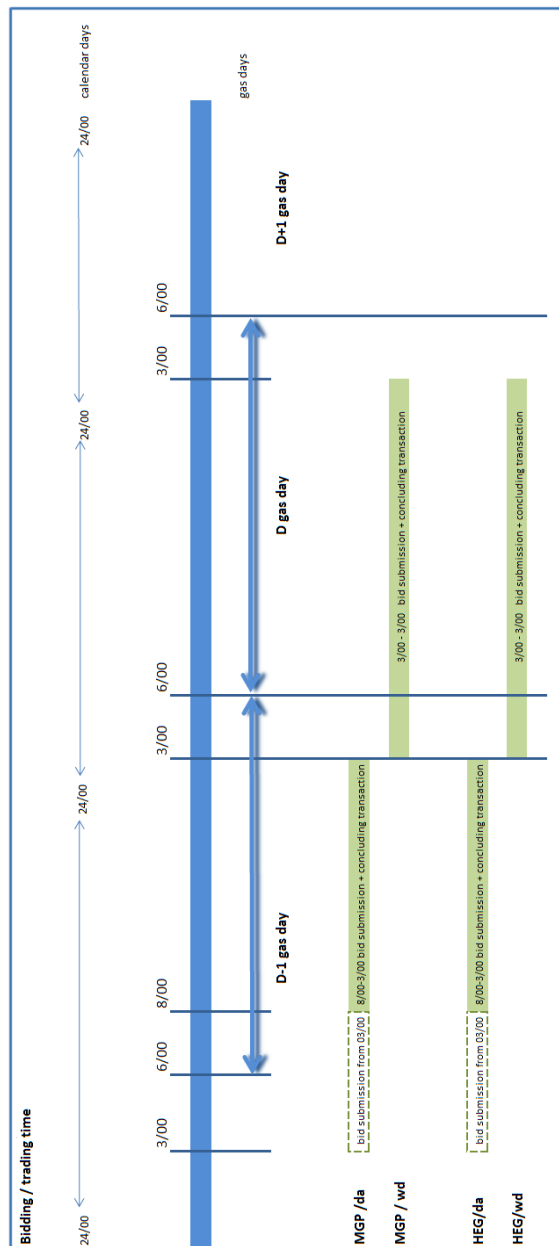 Bidding / trading time
24/00
24/00
24/00
24/00
calendar days
3/00
6/00
8/00
3/00
6/00
3/00
6/00
gas days
D-1 gas day
D gas day
D+1 gas day
MGP /da
bid submission from 03/00
8/00-3/00 bid submission + concluding transaction
MGP / wd
3/00 - 3/00 bid submission + concluding transaction
HEG/da
bid submission from 03/00
8/00-3/00 bid submission + concluding transaction
HEG/wd
3/00 - 3/00 bid submission + concluding transaction